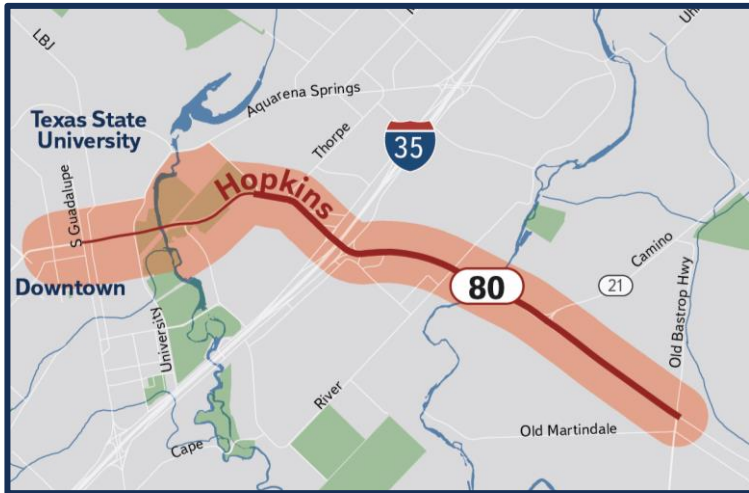 LBJ
Uh
Aquarena Springs
Texas State
University
Thorpe
35
Hopkins
S Guadalupe
Downtown
80
Camino
21
Old Bastrop Hwy
University
River
Old Martindale
Cape